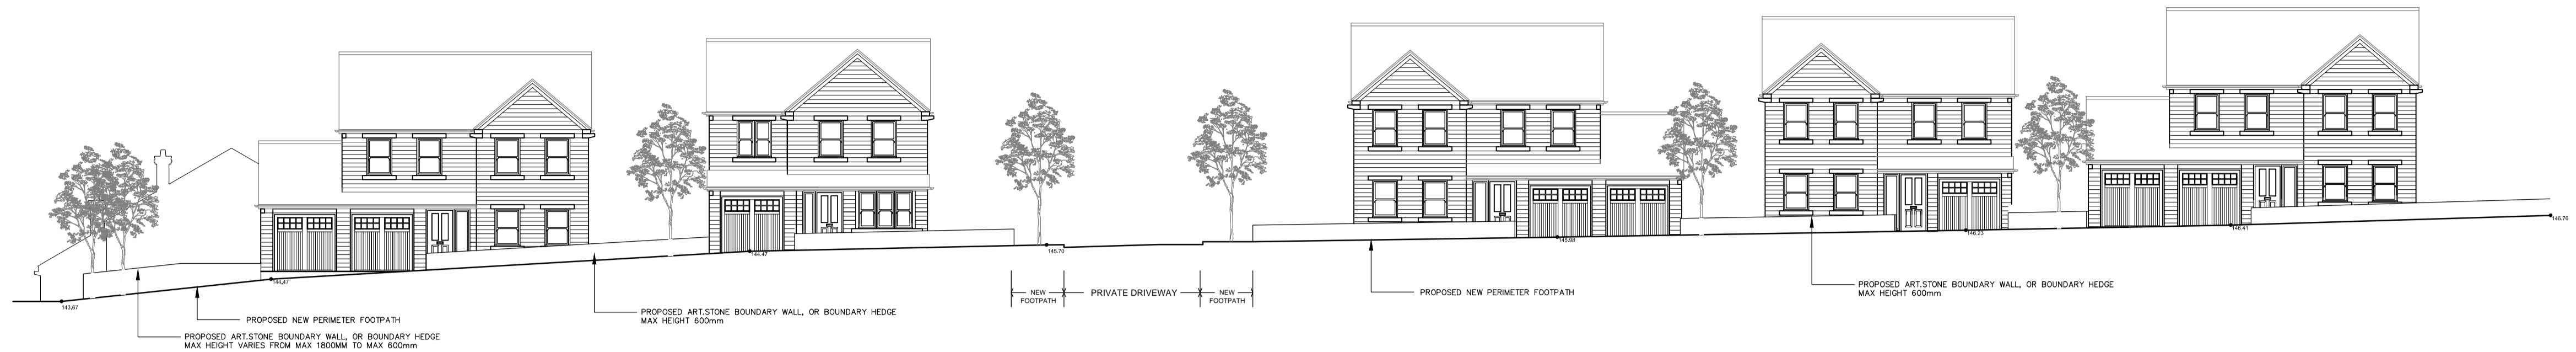 143.67
144.47
144.47
145.70
145.98
146.23
146.41
146.76
PROPOSED NEW PERIMETER FOOTPATH
PROPOSED ART.STONE BOUNDARY WALL, OR BOUNDARY HEDGE
MAX HEIGHT VARIES FROM MAX 1800MM TO MAX 600mm
PROPOSED ART.STONE BOUNDARY WALL, OR BOUNDARY HEDGE
MAX HEIGHT 600mm
NEW
FOOTPATH
PRIVATE DRIVEWAY
NEW
FOOTPATH
PROPOSED NEW PERIMETER FOOTPATH
PROPOSED ART.STONE BOUNDARY WALL, OR BOUNDARY HEDGE
MAX HEIGHT 600mm